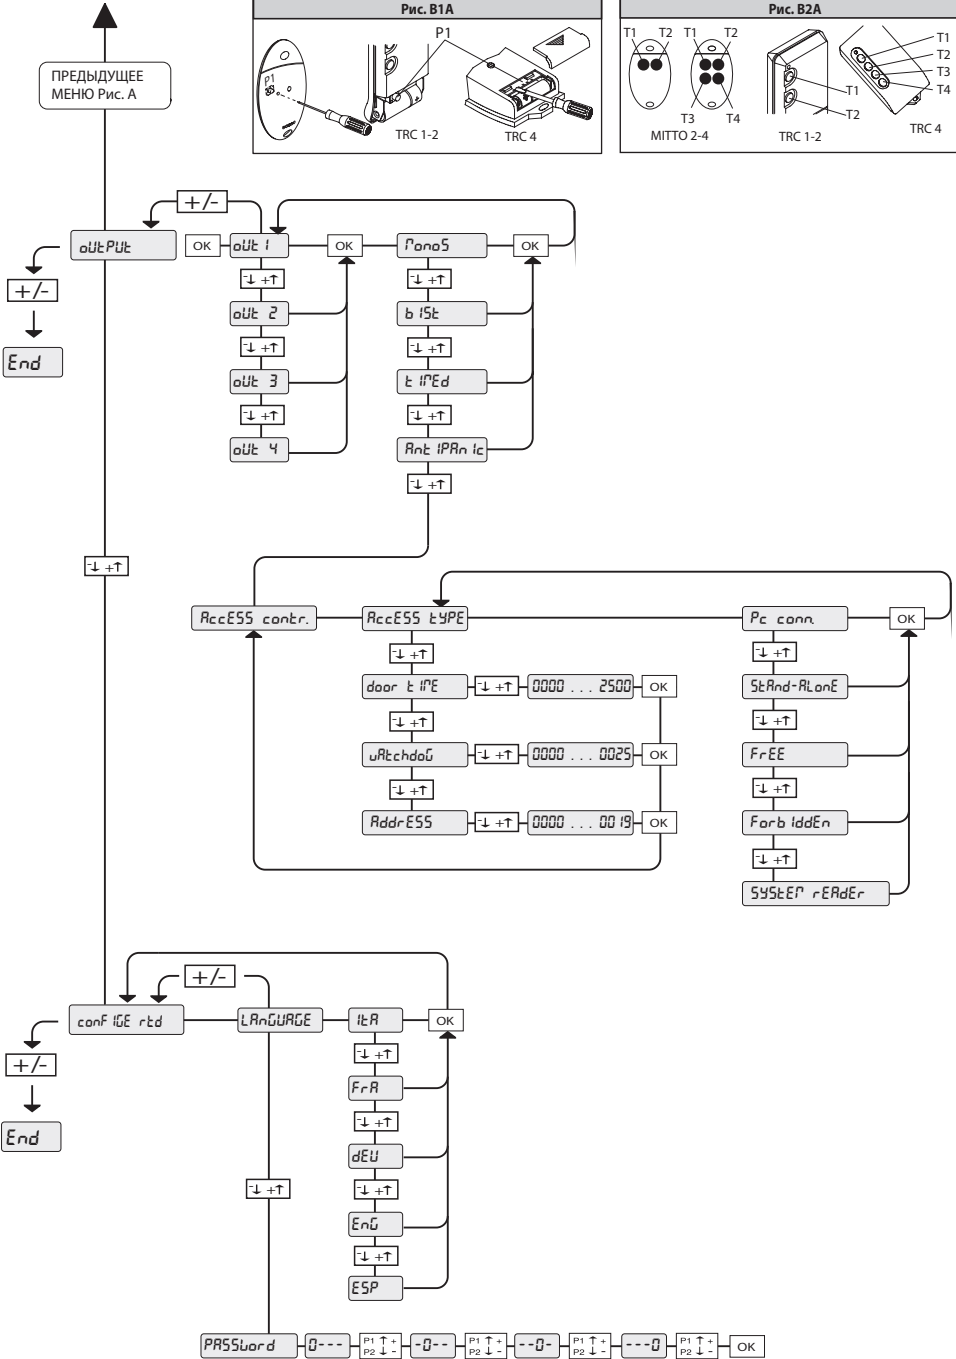 Рис. B1A
P1
P1
TRC 1-2
TRC 4
Рис. B2A
T1 T2 T1 T2
T3 T4
MITTO 2-4
T1
T2
TRC 1-2
T1
T2
T3
T4
TRC 4
ПРЕДЫДУЩЕЕ
МЕНЮ Рис. A
+/-
oUtPUt
OK
oUt 1
OK
MonoS
OK
-↓ +↑
-↓ +↑
+/-
oUt 2
bISt
-↓ +↑
-↓ +↑
End
oUt 3
tIMEd
-↓ +↑
-↓ +↑
oUt 4
AntIPAnIc
-↓ +↑
-↓ +↑
AccESS contr.
AccESS tYPE
Pc conn.
OK
-↓ +↑
-↓ +↑
door tIME
-↓ +↑
0000 . . . 2500
OK
StAnd-ALonE
-↓ +↑
-↓ +↑
uAtchdoG
-↓ +↑
0000 . . . 0025
OK
FrEE
-↓ +↑
-↓ +↑
AddrESS
-↓ +↑
0000 . . . 0019
OK
ForbIddEn
-↓ +↑
SYStEM rEAdEr
+/-
conFIGE rtd
LAnGUAGE
ItA
OK
+/-
-↓ +↑
FrA
End
-↓ +↑
dEU
-↓ +↑
-↓ +↑
EnG
-↓ +↑
ESP
PASSword
0---
P1 ↑ +
P2 ↓ -
-0--
P1 ↑ +
P2 ↓ -
--0-
P1 ↑ +
P2 ↓ -
---0
P1 ↑ +
P2 ↓ -
OK